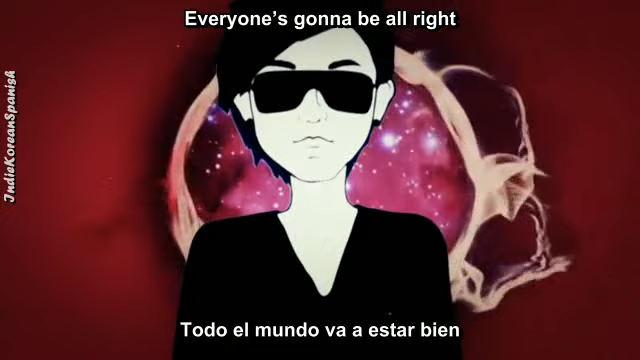 Everyone’s gonna be all right
IndieKoreanSpanish
Todo el mundo va a estar bien